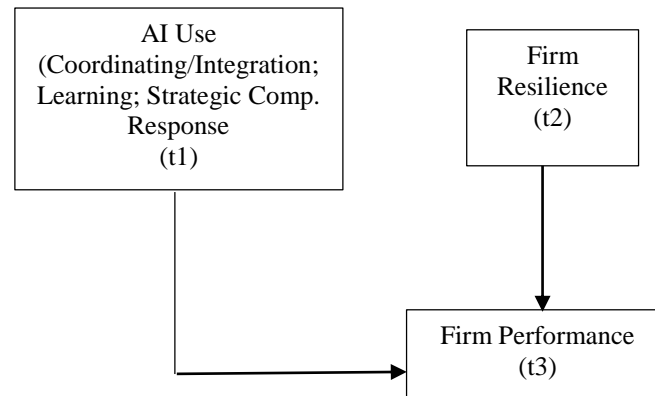 AI Use
(Coordinating/Integration;
Learning; Strategic Comp.
Response
(t1)
Firm
Resilience
(t2)
Firm Performance
(t3)